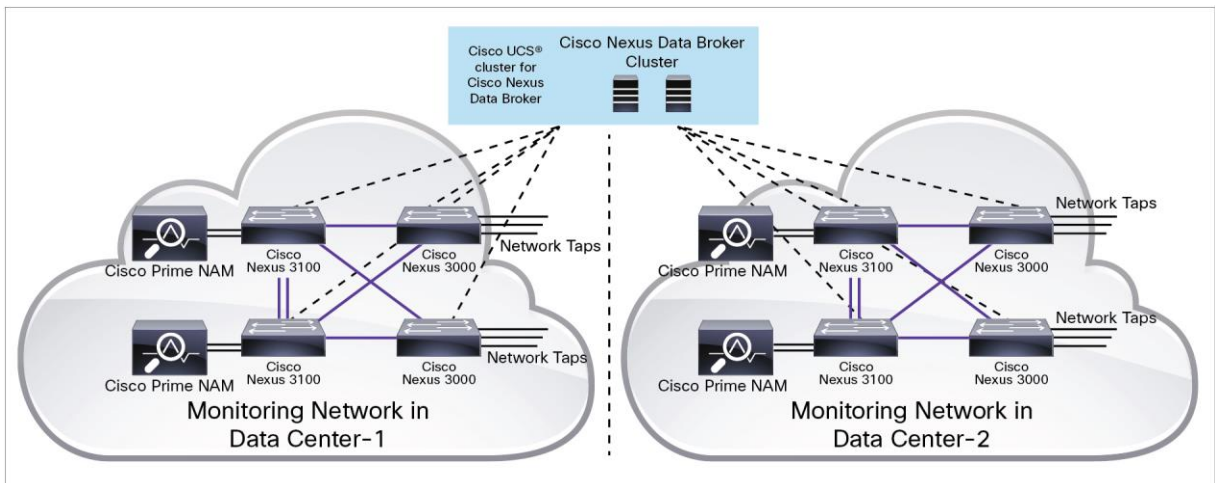 Cisco UCS®
cluster for
Cisco Nexus
Data Broker
Cisco Nexus Data Broker
Cluster
Cisco Prime NAM
Cisco
Nexus 3100
Cisco
Nexus 3000
Network Taps
Cisco Prime NAM
Cisco
Nexus 3100
Cisco
Nexus 3000
Network Taps
Monitoring Network in
Data Center-1
Cisco Prime NAM
Cisco
Nexus 3100
Cisco
Nexus 3000
Network Taps
Cisco Prime NAM
Cisco
Nexus 3100
Cisco
Nexus 3000
Network Taps
Monitoring Network in
Data Center-2